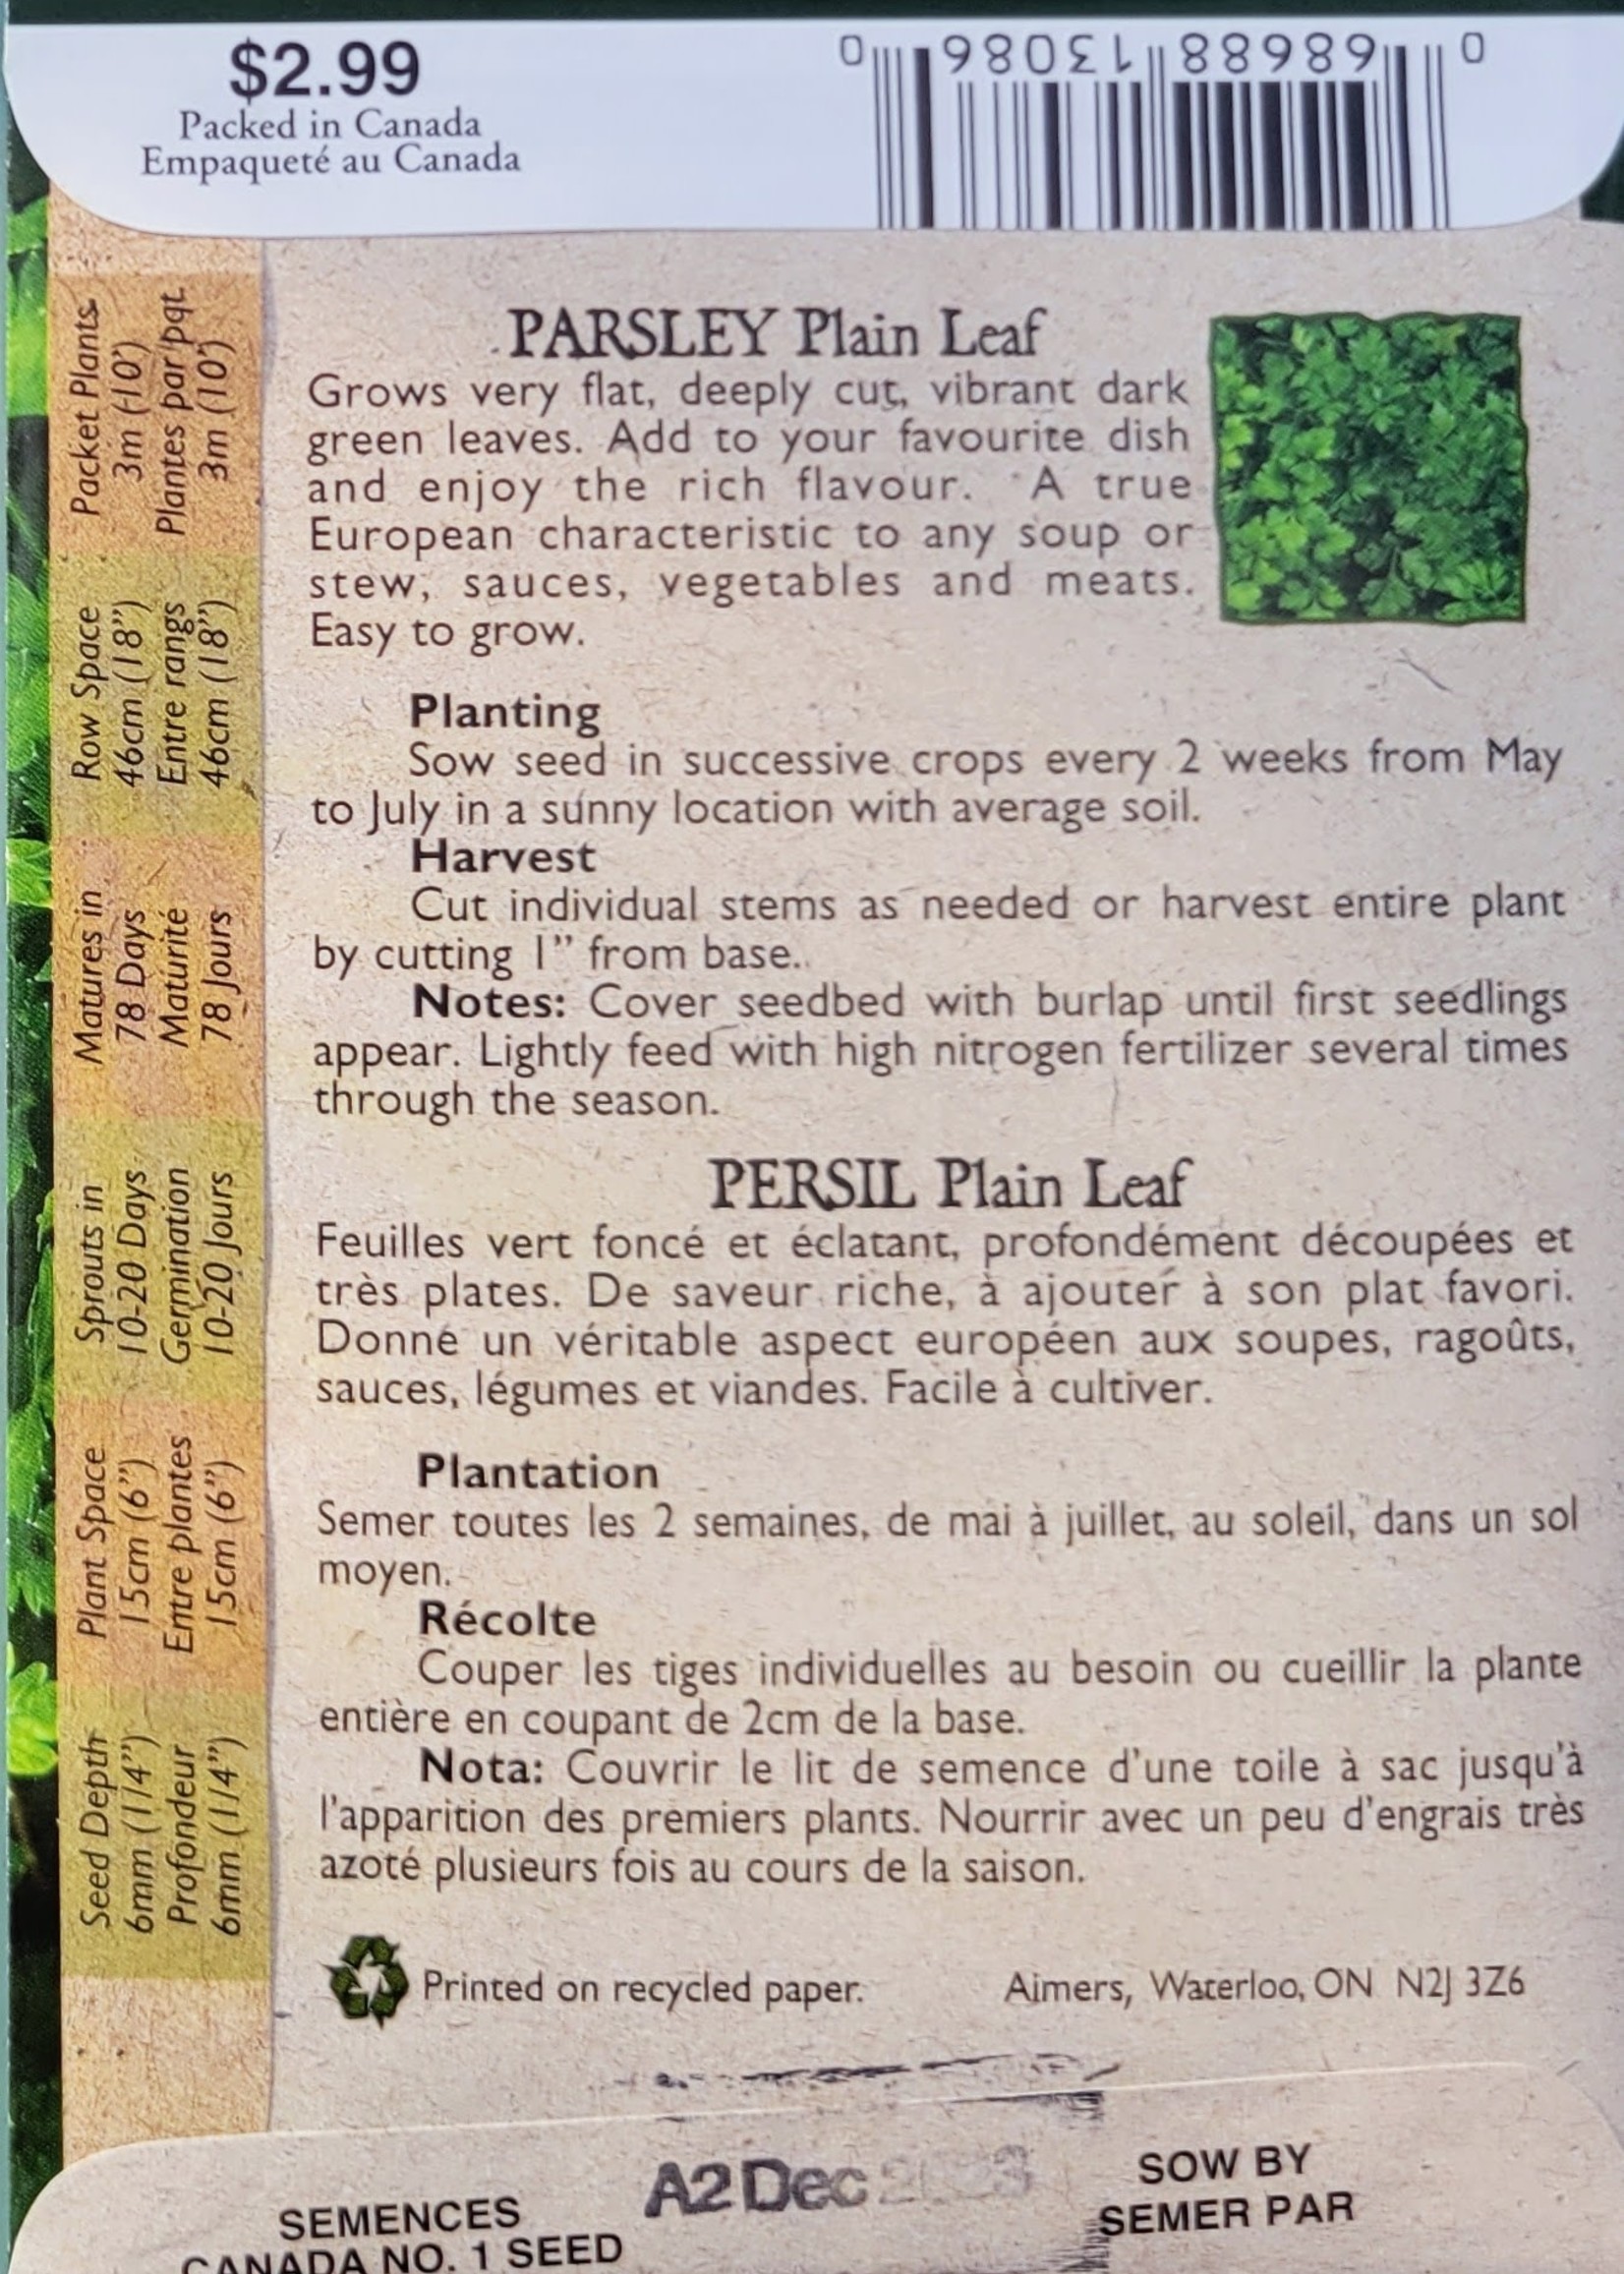 $2.99
Packed in Canada
Empaqueté au Canada
0 68688 13086 0
PARSLEY Plain Leaf
Grows very flat, deeply cut, vibrant dark
green leaves. Add to your favourite dish
and enjoy the rich flavour. A true
European characteristic to any soup or
stew, sauces, vegetables and meats.
Easy to grow.
Planting
Sow seed in successive crops every 2 weeks from May
to July in a sunny location with average soil.
Harvest
Cut individual stems as needed or harvest entire plant
by cutting 1” from base..
Notes: Cover seedbed with burlap until first seedlings
appear. Lightly feed with high nitrogen fertilizer several times
through the season.
PERSIL Plain Leaf
Feuilles vert foncé et éclatant, profondément découpées et
très plates. De saveur riche, à ajouter à son plat favori.
Donne un véritable aspect européen aux soupes, ragoûts,
sauces, légumes et viandes. Facile à cultiver.
Plantation
Semer toutes les 2 semaines, de mai à juillet, au soleil, dans un sol
moyen.
Récolte
Couper les tiges individuelles au besoin ou cueillir la plante
entière en coupant de 2cm de la base.
Nota: Couvrir le lit de semence d'une toile à sac jusqu'à
l'apparition des premiers plants. Nourrir avec un peu d'engrais très
azoté plusieurs fois au cours de la saison.
Printed on recycled paper.
Aimers, Waterloo, ON N2J 3Z6
Seed Depth
6mm (1/4”)
Profondeur
6mm (1/4”)
Plant Space
15cm (6”)
Entre plantes
15cm (6”)
Sprouts in
10-20 Days
Germination
10-20 Jours
Matures in
78 Days
Maturité
78 Jours
Row Space
46cm (18”)
Entre rangs
46cm (18”)
Packet Plants
3m (10')
Plantes par pqt.
3m (10')
SEMENCES
CANADA NO. 1 SEED
A2 Dec
SOW BY
SEMER PAR